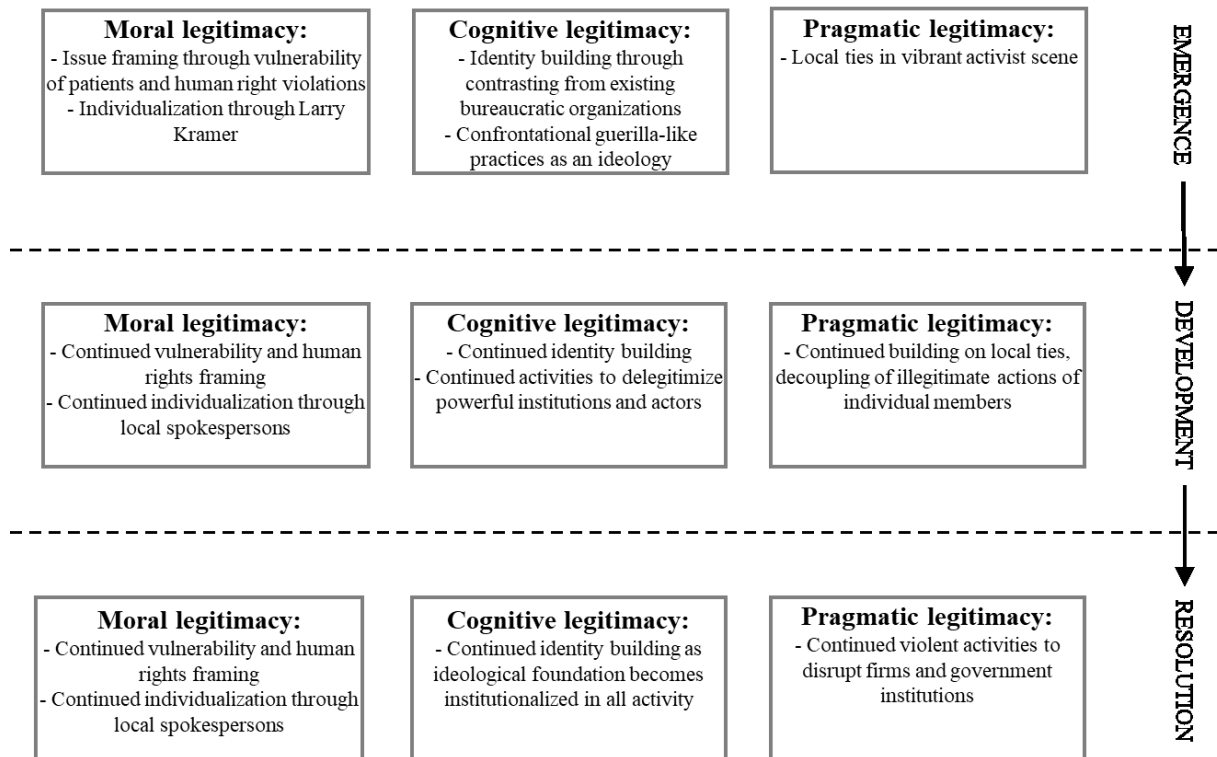 Moral legitimacy:
- Issue framing through vulnerability
of patients and human right violations
- Individualization through Larry
Kramer
Cognitive legitimacy:
- Identity building through
contrasting from existing
bureaucratic organizations
- Confrontational guerilla-like
practices as an ideology
Pragmatic legitimacy:
- Local ties in vibrant activist scene
EMERGENCE
Moral legitimacy:
- Continued vulnerability and human
rights framing
- Continued individualization through
local spokespersons
Cognitive legitimacy:
- Continued identity building
- Continued activities to delegitimize
powerful institutions and actors
Pragmatic legitimacy:
- Continued building on local ties,
decoupling of illegitimate actions of
individual members
DEVELOPMENT
Moral legitimacy:
- Continued vulnerability and human
rights framing
- Continued individualization through
local spokespersons
Cognitive legitimacy:
- Continued identity building as
ideological foundation becomes
institutionalized in all activity
Pragmatic legitimacy:
- Continued violent activities to
disrupt firms and government
institutions
RESOLUTION